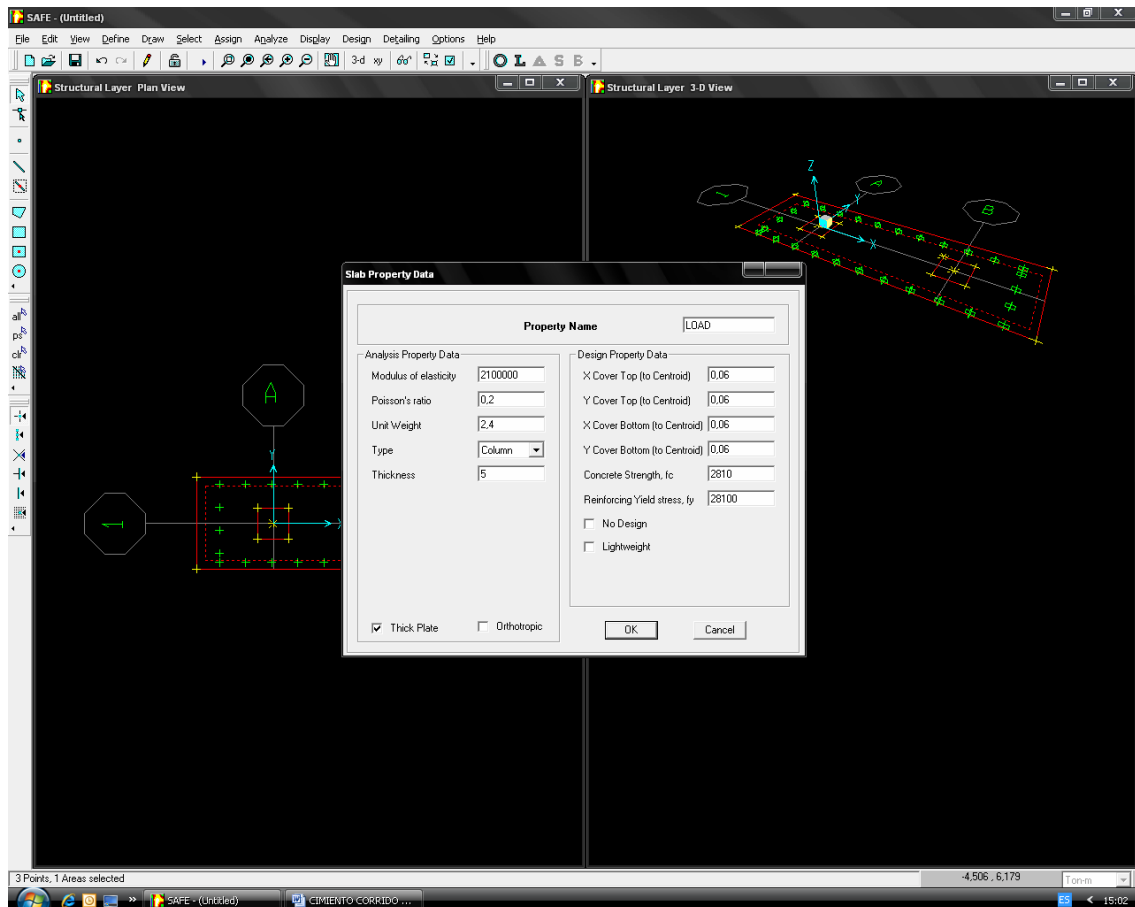 SAFE - (Untitled)
File Edit View Define Draw Select Assign Analyze Display Design Detailing Options Help
3-d xy
Structural Layer Plan View
Structural Layer 3-D View
all
ps
clr
Z
Y
X
1
A
B
Slab Property Data
Property Name LOAD
Analysis Property Data
Modulus of elasticity 2100000
Poisson's ratio 0,2
Unit Weight 2,4
Type Column
Thickness 5
Thick Plate
Orthotropic
Design Property Data
X Cover Top (to Centroid) 0,06
Y Cover Top (to Centroid) 0,06
X Cover Bottom (to Centroid) 0,06
Y Cover Bottom (to Centroid) 0,06
Concrete Strength, fc 2810
Reinforcing Yield stress, fy 28100
No Design
Lightweight
OK Cancel
A
Y
1
3 Points, 1 Areas selected
-4,506 , 6,179
Ton-m
SAFE - (Untitled)
CIMIENTO CORRIDO ...
ES
15:02